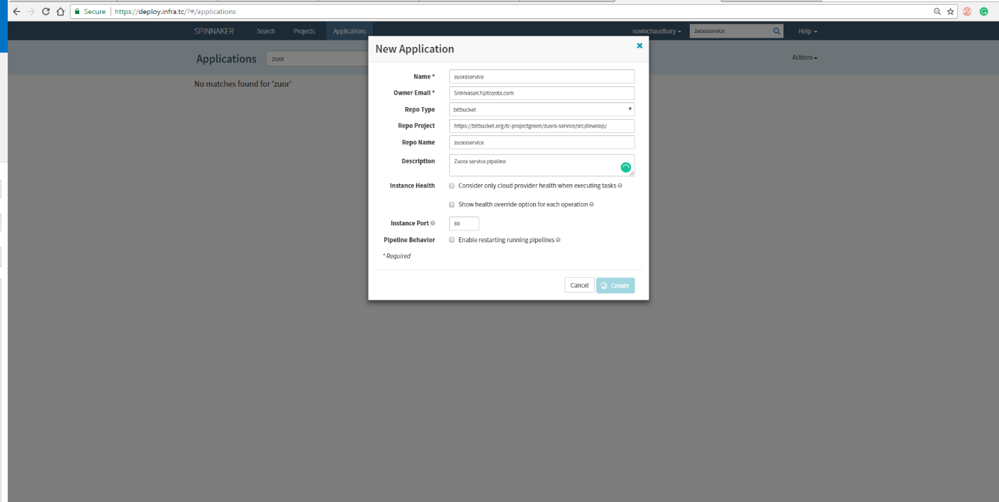 Secure https://deploy.infra.tc/?#/applications
SPINNAKER Search Projects Applications navinchaudhary zuoraservice Help
Applications zuor Actions
No matches found for 'zuor'
New Application
Name * zuoraservice
Owner Email * Srinivasan.Y@toyota.com
Repo Type bitbucket
Repo Project https://bitbucket.org/tc-projectgreen/zuora-service/src/develop/
Repo Name zuoraservice
Description Zuora service pipeline
Instance Health Consider only cloud provider health when executing tasks
Show health override option for each operation
Instance Port 80
Pipeline Behavior Enable restarting running pipelines
* Required
Cancel Create